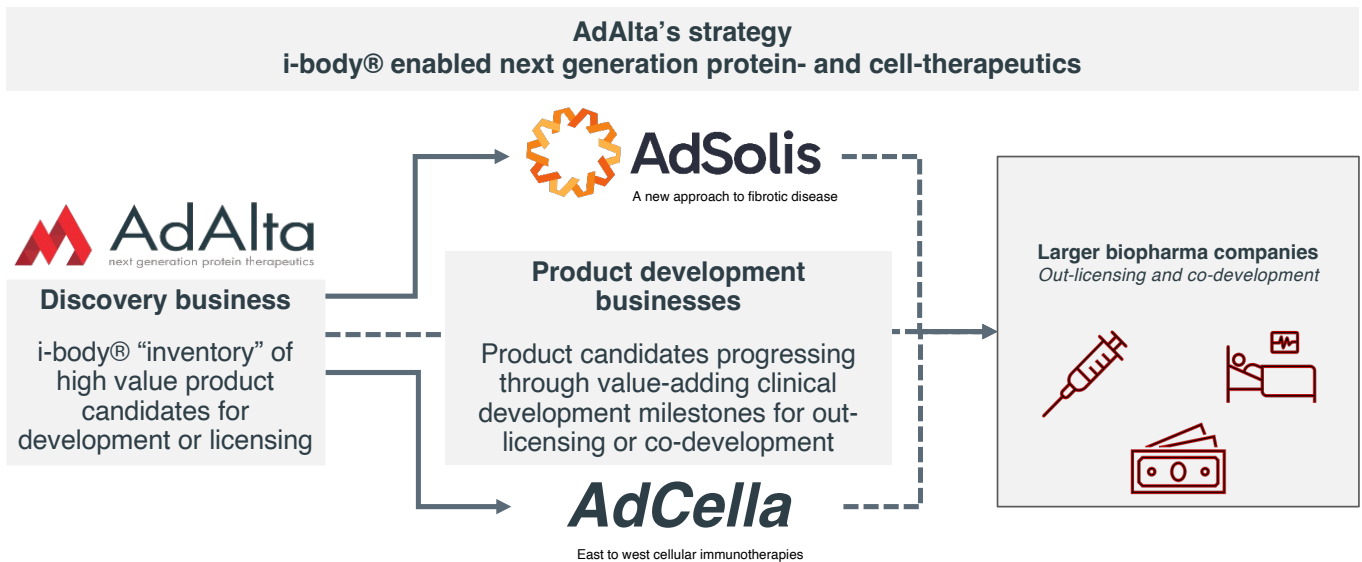 AdAlta's strategy
i-body® enabled next generation protein- and cell-therapeutics
AdSolis
A new approach to fibrotic disease
AdAlta
next generation protein therapeutics
Discovery business
i-body® “inventory” of
high value product
candidates for
development or licensing
Product development
businesses
Product candidates progressing
through value-adding clinical
development milestones for out-
licensing or co-development
AdCella
East to west cellular immunotherapies
Larger biopharma companies
Out-licensing and co-development